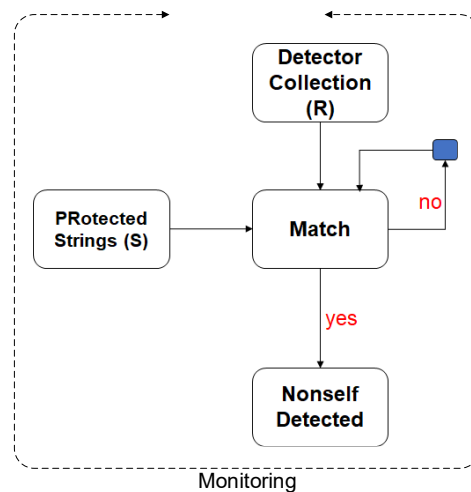 Detector
Collection
(R)
no
PRotected
Strings (S)
Match
yes
Nonself
Detected
Monitoring